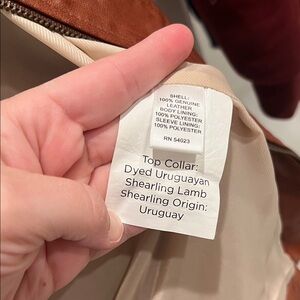 SHELL:
100% GENUINE
LEATHER
BODY LINING:
100% POLYESTER
SLEEVE LINING:
100% POLYESTER
RN 54023
Top Collar:
Dyed Uruguayan
Shearling Lamb
Shearling Origin:
Uruguay